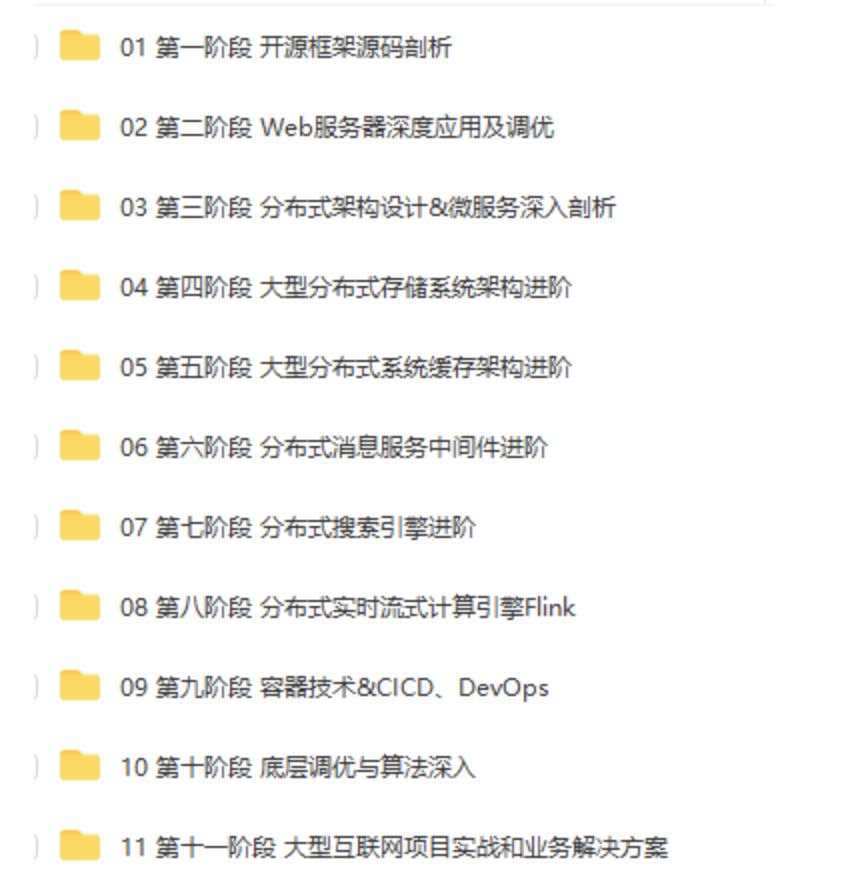 01 第一阶段 开源框架源码剖析
02 第二阶段 Web服务器深度应用及调优
03 第三阶段 分布式架构设计&微服务深入剖析
04 第四阶段 大型分布式存储系统架构进阶
05 第五阶段 大型分布式系统缓存架构进阶
06 第六阶段 分布式消息服务中间件进阶
07 第七阶段 分布式搜索引擎进阶
08 第八阶段 分布式实时流式计算引擎Flink
09 第九阶段 容器技术&CICD、DevOps
10 第十阶段 底层调优与算法深入
11 第十一阶段 大型互联网项目实战和业务解决方案